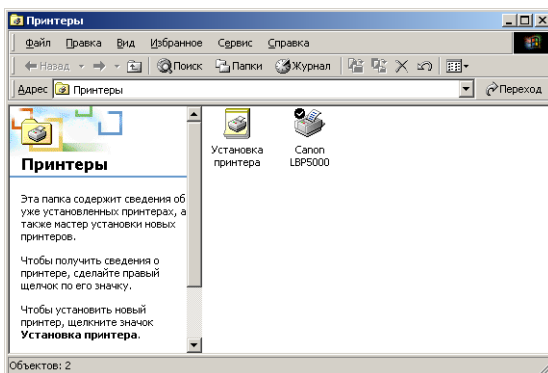 Принтеры
Файл Правка Вид Избранное Сервис Справка
Назад Поиск Папки Журнал
Адрес Принтеры Переход
Принтеры
Эта папка содержит сведения об
уже установленных принтерах, а
также мастер установки новых
принтеров.
Чтобы получить сведения о
принтере, сделайте правый
щелчок по его значку.
Чтобы установить новый
принтер, щелкните значок
Установка принтера.
Установка
принтера
Canon
LBP5000
Объектов: 2